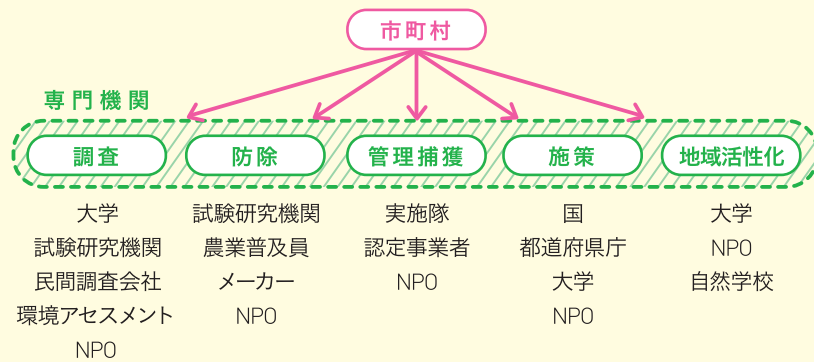 市町村
専門機関
調査
防除
管理捕獲
施策
地域活性化
大学
試験研究機関
民間調査会社
環境アセスメント
NPO
試験研究機関
農業普及員
メーカー
NPO
実施隊
認定事業者
NPO
国
都道府県庁
大学
NPO
大学
NPO
自然学校